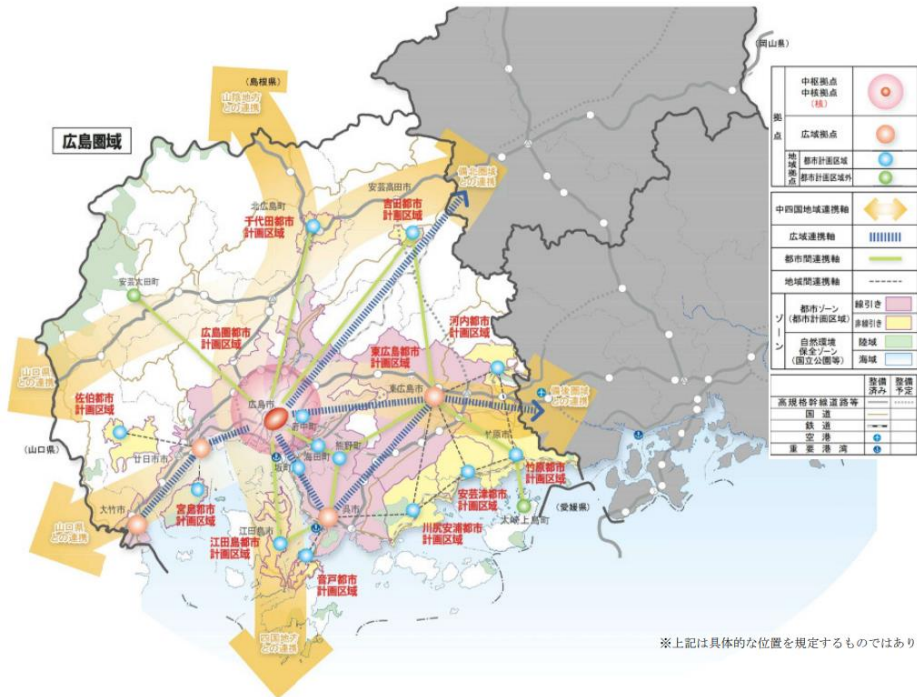 (岡山県)
(島根県)
山陰地方
との連携
広島圏域
備北圏域
との連携
安芸高田市
北広島町
吉田都市
計画区域
千代田都市
計画区域
安芸太田町
広島圏都市
計画区域
河内都市
計画区域
東広島都市
計画区域
山口県
との連携
備後圏域
との連携
佐伯都市
計画区域
広島市
東広島市
府中町
(山口県)
廿日市市
海田町
熊野町
竹原市
坂町
竹原都市
計画区域
大竹市
宮島都市
計画区域
呉市
安芸津都市
計画区域
(愛媛県)
大崎上島町
山口県
との連携
江田島市
江田島都市
計画区域
川尻安浦都市
計画区域
音戸都市
計画区域
四国地方
との連携
拠点
中枢拠点
中核拠点
(核)
広域拠点
地域拠点
都市計画区域
都市計画区域外
中四国地域連携軸
広域連携軸
都市間連携軸
地域間連携軸
ゾーン
都市ゾーン
(都市計画区域)
線引き
非線引き
自然環境
保全ゾーン
(国立公園等)
陸域
海域
整備
済み
整備
予定
高規格幹線道路等
国道
鉄道
空港
重要港湾
※上記は具体的な位置を規定するものではあり